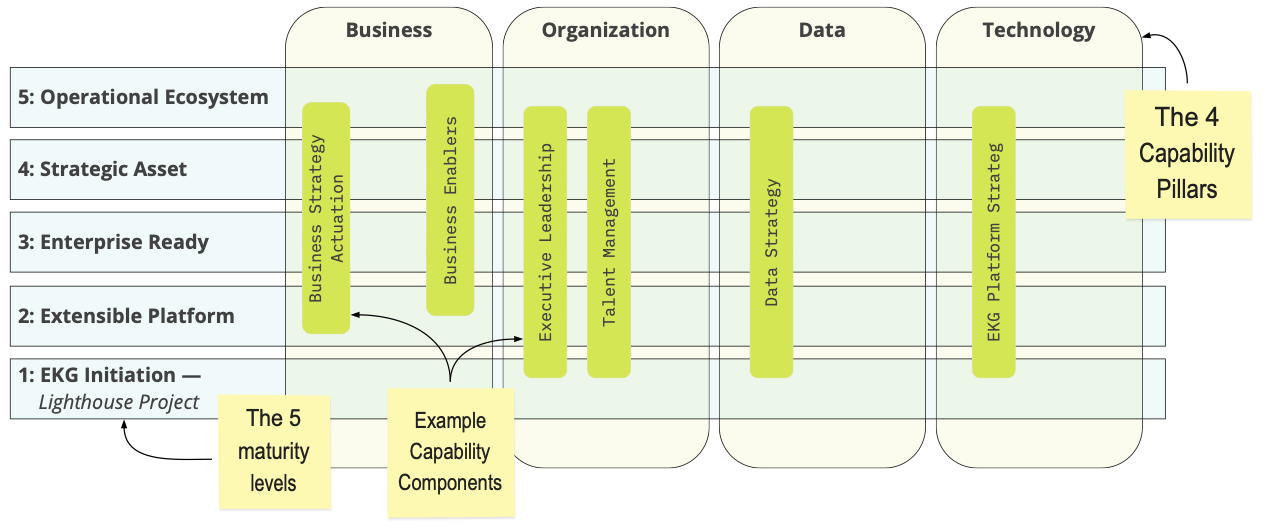 Business
Organization
Data
Technology
5: Operational Ecosystem
4: Strategic Asset
3: Enterprise Ready
2: Extensible Platform
1: EKG Initiation —
Lighthouse Project
Business Strategy
Actuation
Business Enablers
Executive Leadership
Talent Management
Data Strategy
EKG Platform Strateg
The 4
Capability
Pillars
The 5
maturity
levels
Example
Capability
Components